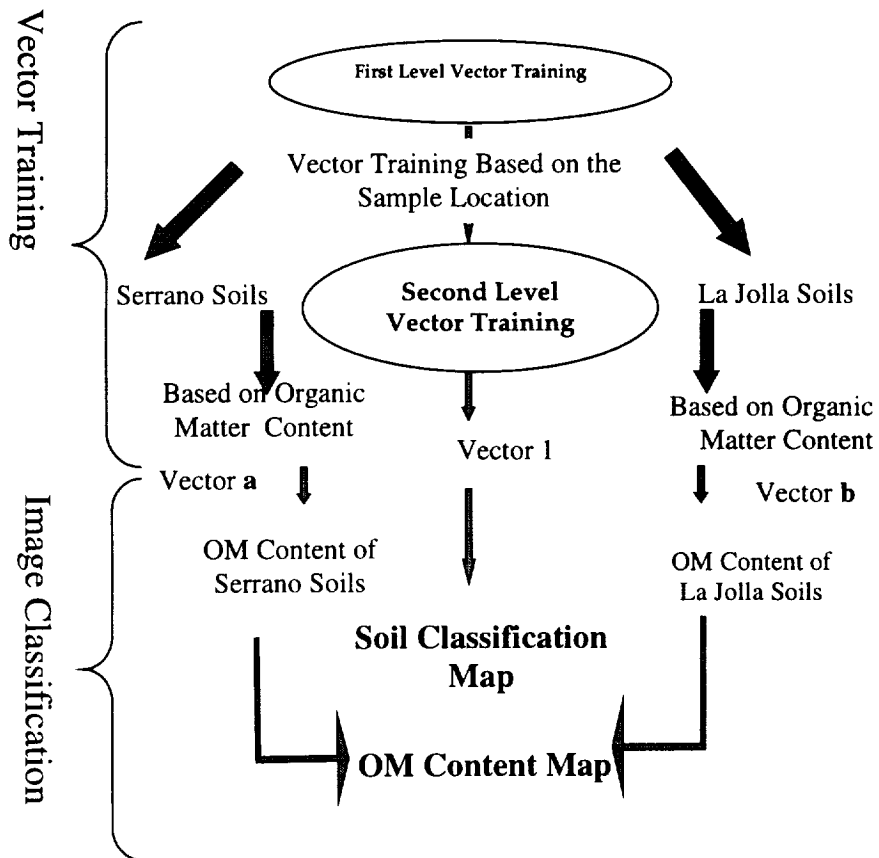 Vector Training
First Level Vector Training
Vector Training Based on the
Sample Location
Serrano Soils
Second Level
Vector Training
La Jolla Soils
Based on Organic
Matter Content
Vector 1
Based on Organic
Matter Content
Image Classification
Vector a
Vector b
OM Content of
Serrano Soils
OM Content of
La Jolla Soils
Soil Classification
Map
OM Content Map